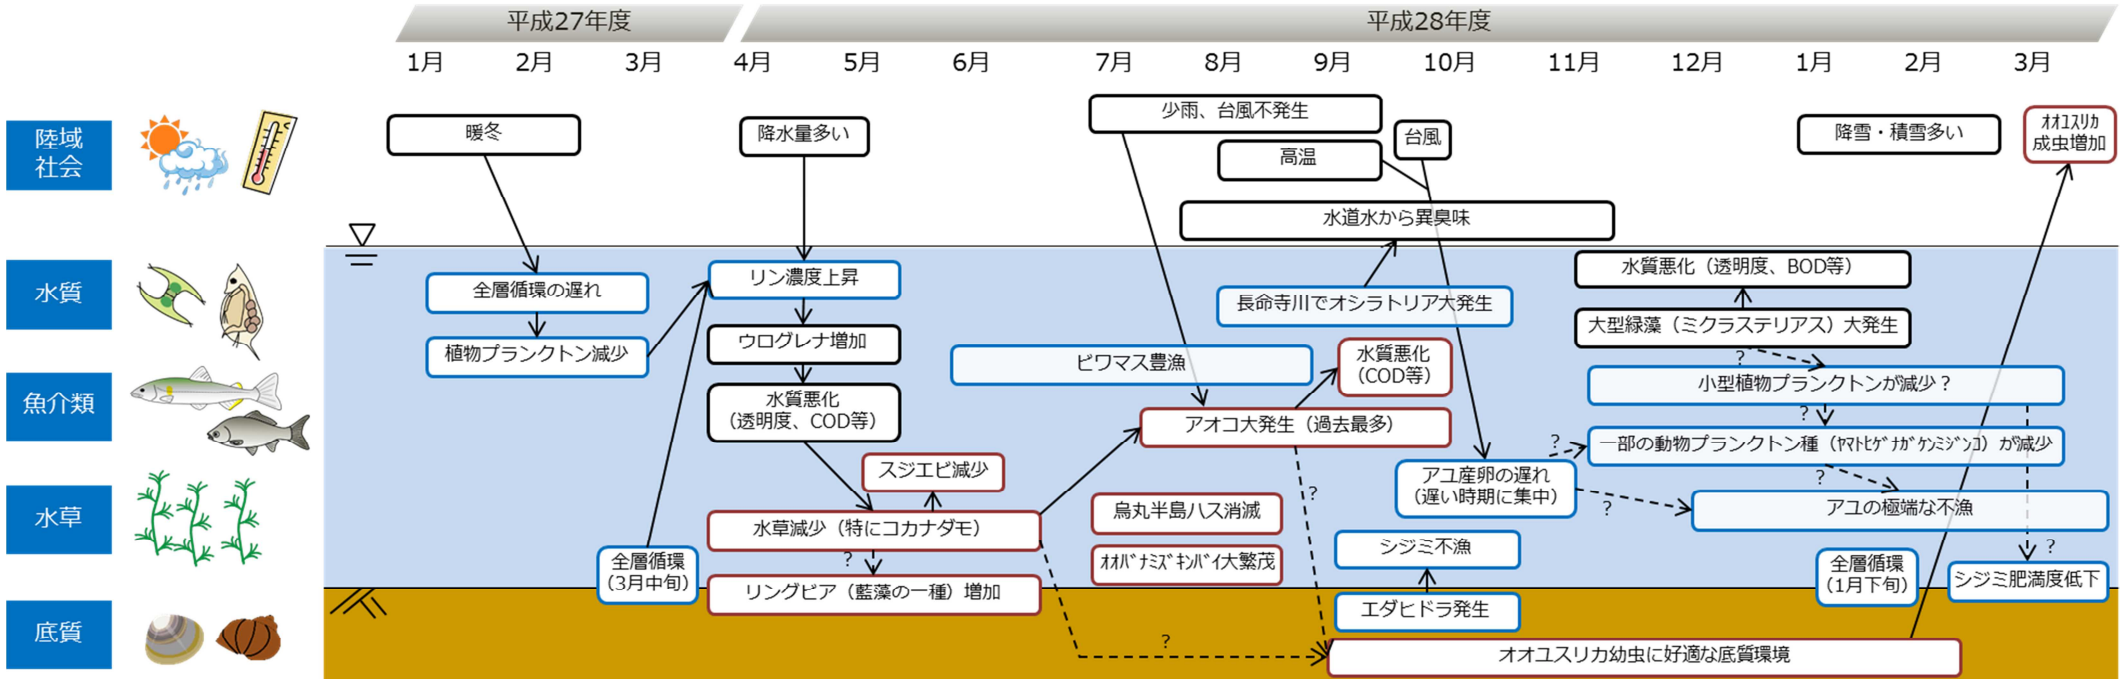 平成27年度
平成28年度
1月
2月
3月
4月
5月
6月
7月
8月
9月
10月
11月
12月
1月
2月
3月
陸域
社会
暖冬
降水量多い
少雨、台風不発生
高温
台風
降雪・積雪多い
ｵｵﾕｽﾘｶ
成虫増加
水道水から異臭味
水質
全層循環の遅れ
植物プランクトン減少
リン濃度上昇
ウログレナ増加
水質悪化
（透明度、COD等）
長命寺川でオシラトリア大発生
ビワマス豊漁
水質悪化
（COD等）
水質悪化（透明度、BOD等）
大型緑藻（ミクラステリアス）大発生
?
小型植物プランクトンが減少？
?
魚介類
アオコ大発生（過去最多）
スジエビ減少
アユ産卵の遅れ
（遅い時期に集中）
?
一部の動物プランクトン種（ﾔﾏﾄﾋｹﾞﾅｶﾞｹﾝﾐｼﾞﾝｺ）が減少
?
?
アユの極端な不漁
水草
水草減少（特にコカナダモ）
?
烏丸半島ハス消滅
ｵｵﾊﾞﾅﾐｽﾞｷﾝﾊﾞｲ大繁茂
?
シジミ不漁
全層循環
（3月中旬）
リングビア（藍藻の一種）増加
エダヒドラ発生
全層循環
（1月下旬）
?
シジミ肥満度低下
底質
?
オオユスリカ幼虫に好適な底質環境